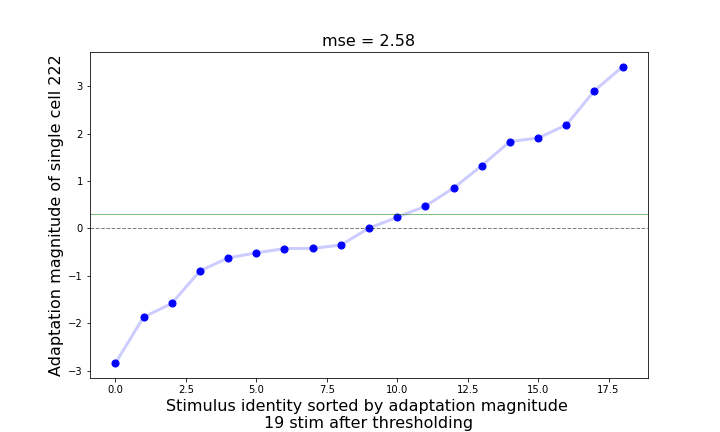 mse = 2.58
Adaptation magnitude of single cell 222
3
2
1
0
−1
−2
−3
0.0 2.5 5.0 7.5 10.0 12.5 15.0 17.5
Stimulus identity sorted by adaptation magnitude
19 stim after thresholding